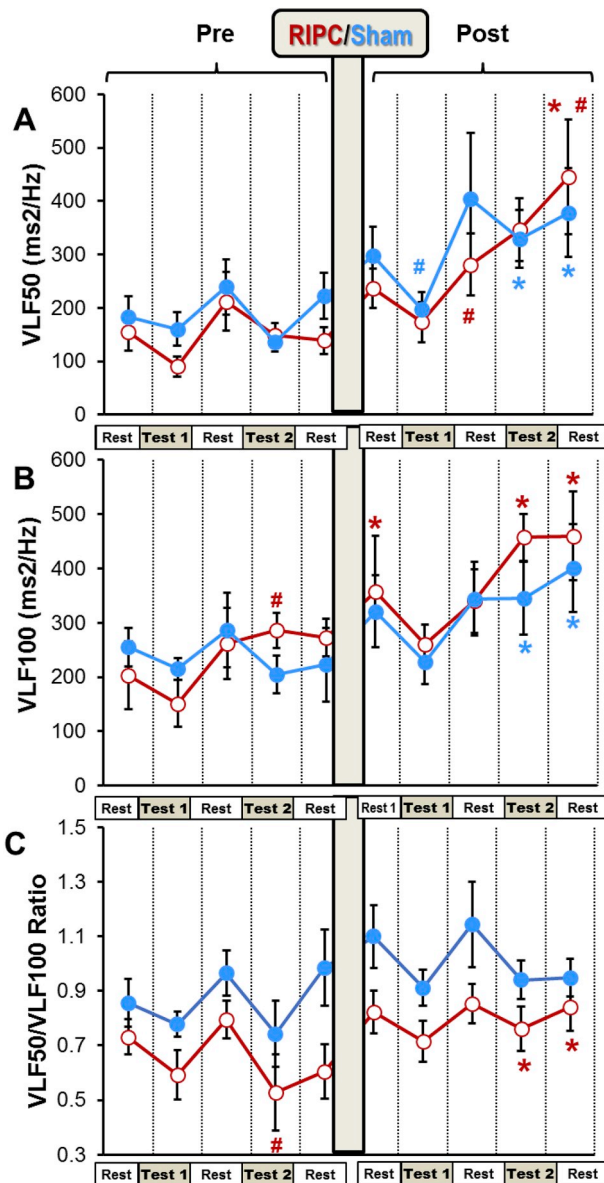 Pre RIPC/Sham Post
A
VLF50 (ms2/Hz)
600
500
400
300
200
100
0
* #
#
#
* *
Rest Test 1 Rest Test 2 Rest Rest Test 1 Rest Test 2 Rest
B
VLF100 (ms2/Hz)
600
500
400
300
200
100
0
#
* * *
* *
Rest Test 1 Rest Test 2 Rest Rest 1 Test 1 Rest Test 2 Rest
C
VLF50/VLF100 Ratio
1.5
1.3
1.1
0.9
0.7
0.5
0.3
#
* *
Rest Test 1 Rest Test 2 Rest Rest Test 1 Rest Test 2 Rest